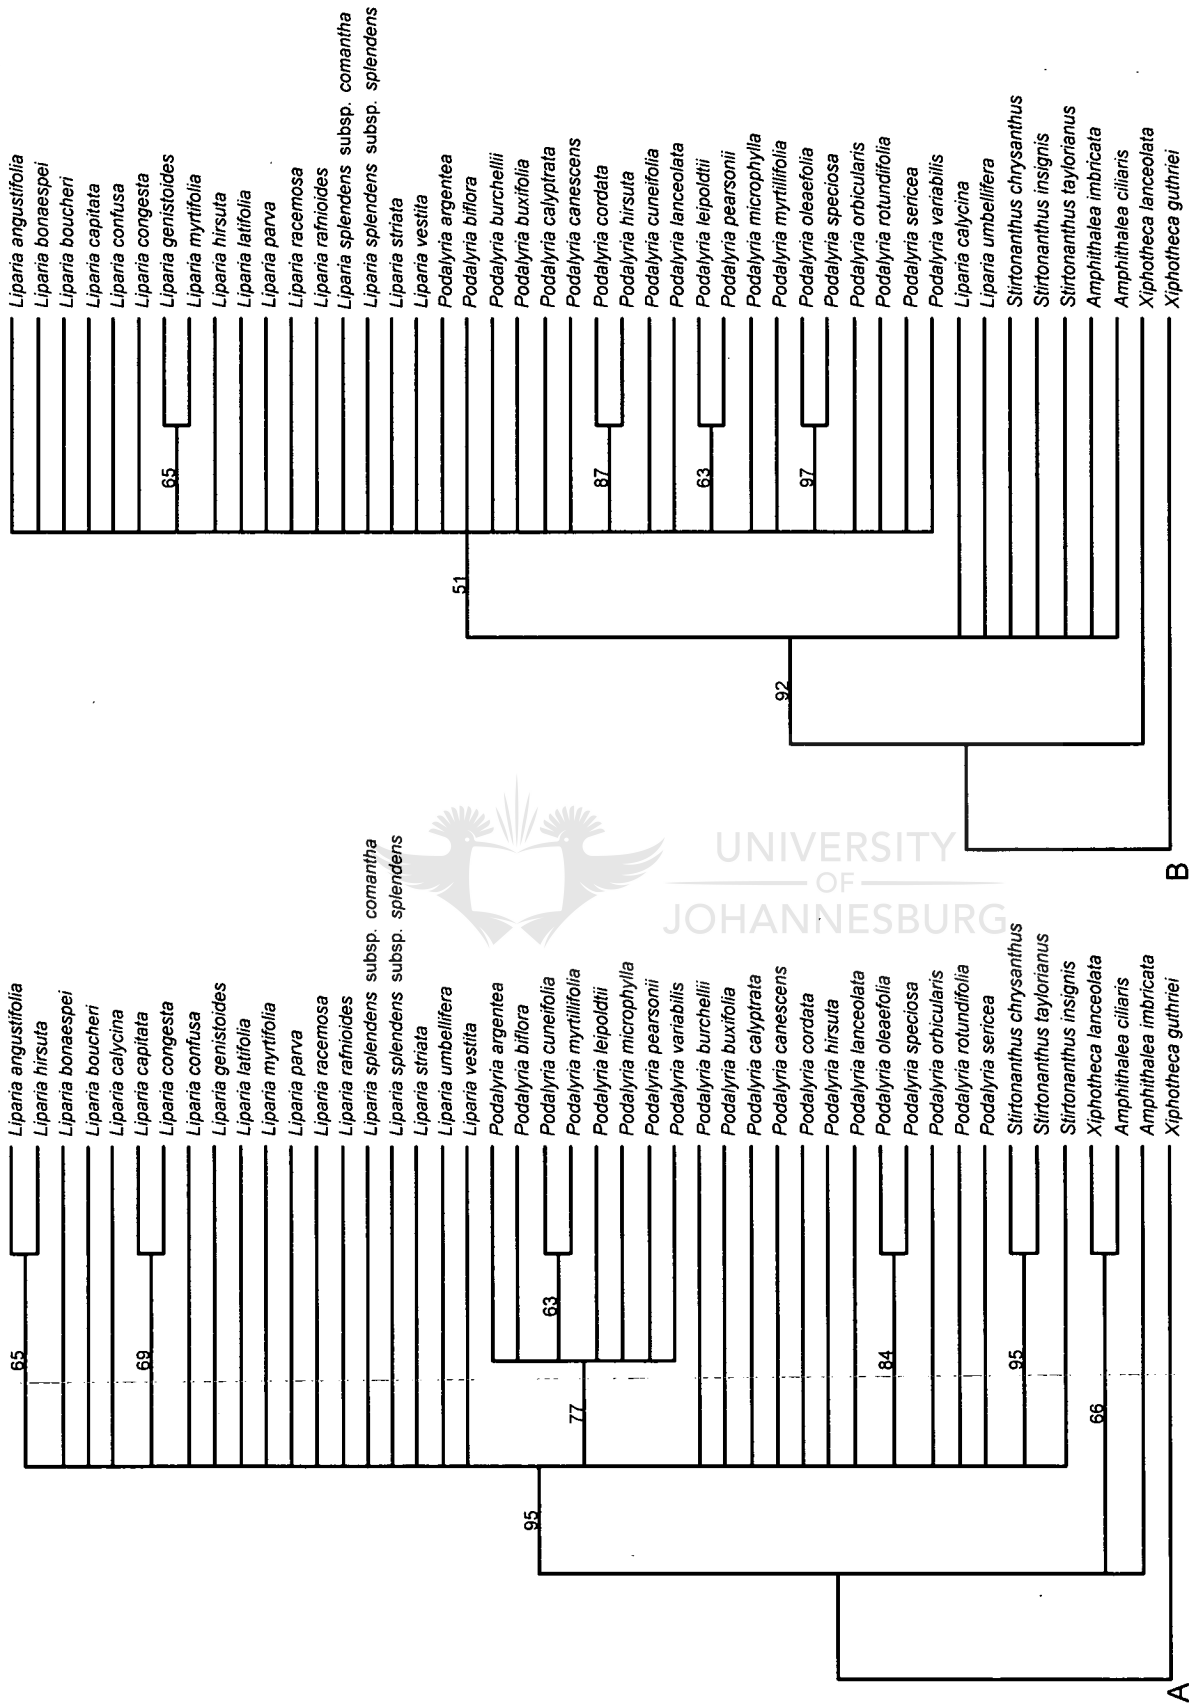 Liparia angustifolia
Liparia hirsuta
Liparia bonaespei
Liparia boucheri
Liparia calycina
Liparia capitata
Liparia congesta
Liparia confusa
Liparia genistoides
Liparia latifolia
Liparia myrtifolia
Liparia parva
Liparia racemosa
Liparia rafnioides
Liparia splendens subsp. comantha
Liparia splendens subsp. splendens
Liparia striata
Liparia umbellifera
Liparia vestita
Podalyria argentea
Podalyria biflora
Podalyria cuneifolia
Podalyria myrtillifolia
Podalyria leipoldtii
Podalyria microphylla
Podalyria pearsonii
Podalyria variabilis
Podalyria burchellii
Podalyria buxifolia
Podalyria calyptrata
Podalyria canescens
Podalyria cordata
Podalyria hirsuta
Podalyria lanceolata
Podalyria oleaefolia
Podalyria speciosa
Podalyria orbicularis
Podalyria rotundifolia
Podalyria sericea
Stirtonanthus chrysanthus
Stirtonanthus taylorianus
Stirtonanthus insignis
Xiphotheca lanceolata
Amphithalea ciliaris
Amphithalea imbricata
Xiphotheca guthriei
65
69
63
77
84
95
66
95
A
Liparia angustifolia
Liparia bonaespei
Liparia boucheri
Liparia capitata
Liparia confusa
Liparia congesta
Liparia genistoides
Liparia myrtifolia
Liparia hirsuta
Liparia latifolia
Liparia parva
Liparia racemosa
Liparia rafnioides
Liparia splendens subsp. comantha
Liparia splendens subsp. splendens
Liparia striata
Liparia vestita
Podalyria argentea
Podalyria biflora
Podalyria burchellii
Podalyria buxifolia
Podalyria calyptrata
Podalyria canescens
Podalyria cordata
Podalyria hirsuta
Podalyria cuneifolia
Podalyria lanceolata
Podalyria leipoldtii
Podalyria pearsonii
Podalyria microphylla
Podalyria myrtillifolia
Podalyria oleaefolia
Podalyria speciosa
Podalyria orbicularis
Podalyria rotundifolia
Podalyria sericea
Podalyria variabilis
Liparia calycina
Liparia umbellifera
Stirtonanthus chrysanthus
Stirtonanthus insignis
Stirtonanthus taylorianus
Amphithalea imbricata
Amphithalea ciliaris
Xiphotheca lanceolata
Xiphotheca guthriei
65
87
63
97
51
92
B
UNIVERSITY
OF
JOHANNESBURG